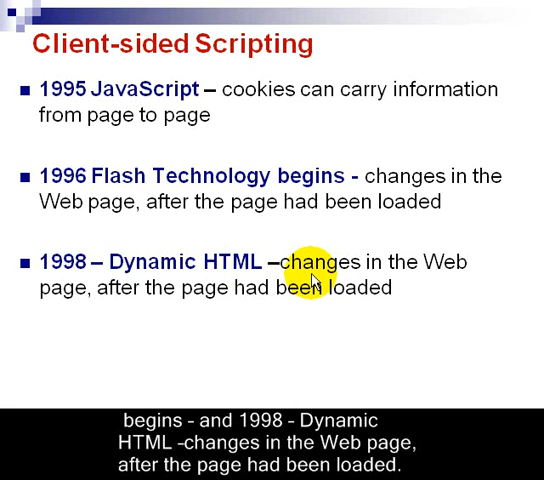 Client-sided Scripting
1995 JavaScript – cookies can carry information
from page to page
1996 Flash Technology begins - changes in the
Web page, after the page had been loaded
1998 – Dynamic HTML –changes in the Web
page, after the page had been loaded
begins - and 1998 - Dynamic
HTML -changes in the Web page,
after the page had been loaded.